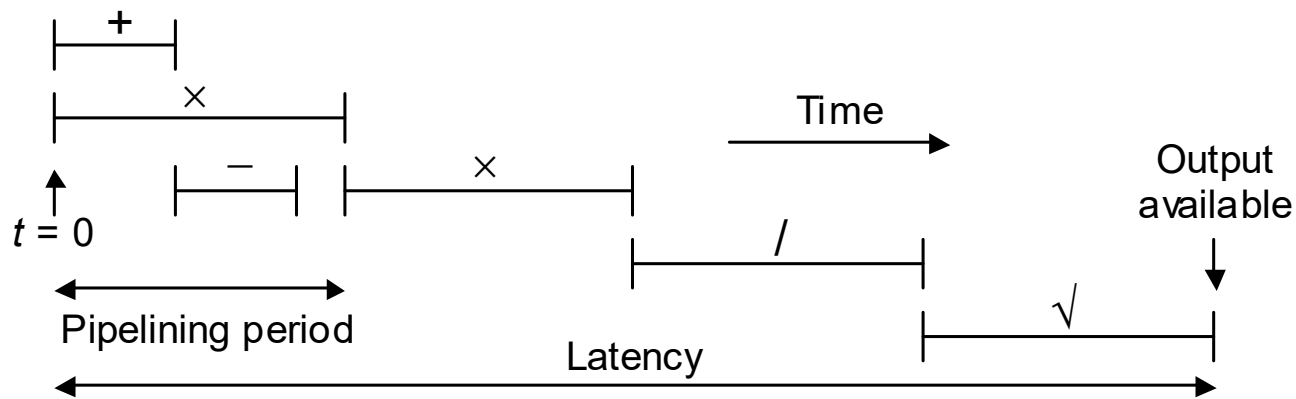 +
×
Time
−
×
Output
available
t = 0
/
Pipelining period
√
Latency